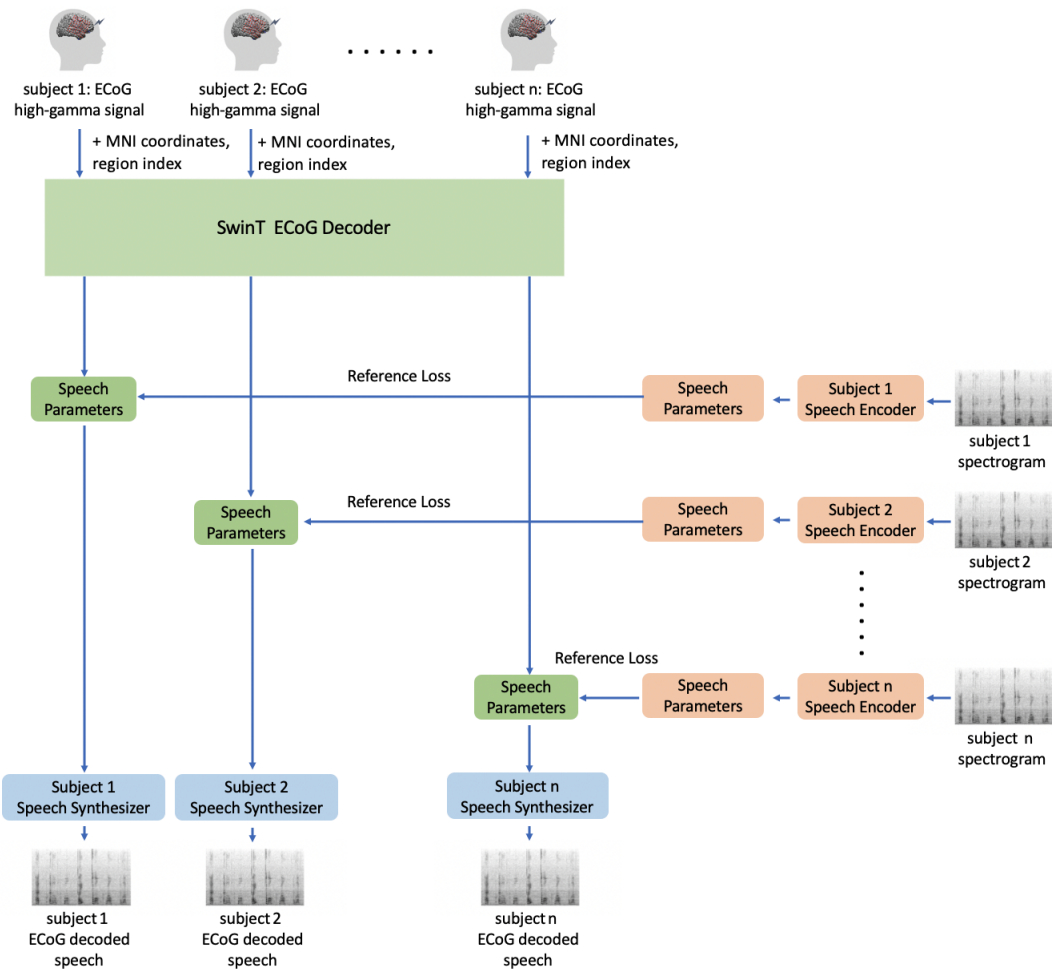 subject 1: ECoG
high-gamma signal
subject 2: ECoG
high-gamma signal
subject n: ECoG
high-gamma signal
+ MNI coordinates,
region index
+ MNI coordinates,
region index
+ MNI coordinates,
region index
SwinT ECoG Decoder
Speech
Parameters
Reference Loss
Speech
Parameters
Subject 1
Speech Encoder
subject 1
spectrogram
Speech
Parameters
Reference Loss
Speech
Parameters
Subject 2
Speech Encoder
subject 2
spectrogram
Reference Loss
Speech
Parameters
Speech
Parameters
Subject n
Speech Encoder
subject n
spectrogram
Subject 1
Speech Synthesizer
Subject 2
Speech Synthesizer
Subject n
Speech Synthesizer
subject 1
ECoG decoded
speech
subject 2
ECoG decoded
speech
subject n
ECoG decoded
speech